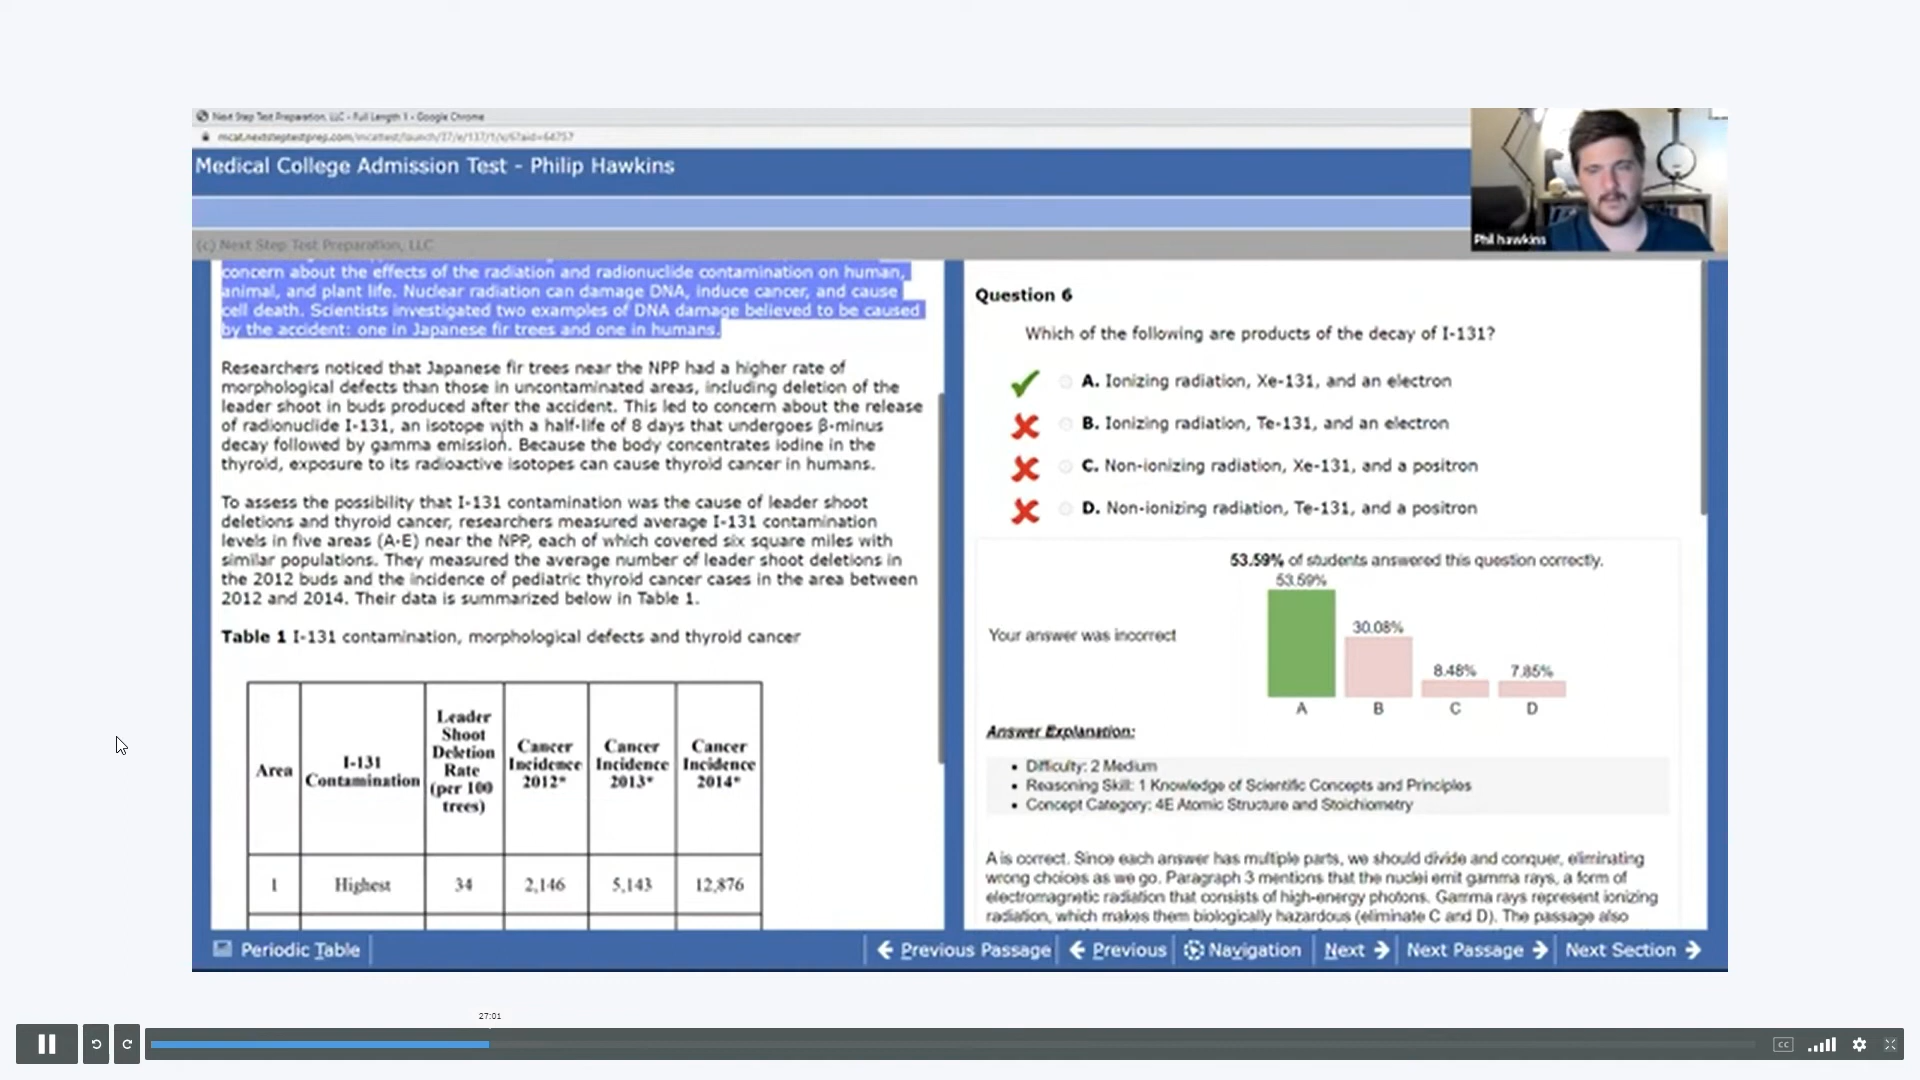 Next Step Test Preparation, LLC - Full Length 1 - Google Chrome
Medical College Admission Test - Philip Hawkins
(c) Next Step Test Preparation, LLC
Phil hawkins
concern about the effects of the radiation and radionuclide contamination on human,
animal, and plant life. Nuclear radiation can damage DNA, induce cancer, and cause
cell death. Scientists investigated two examples of DNA damage believed to be caused
by the accident: one in Japanese fir trees and one in humans.
Researchers noticed that Japanese fir trees near the NPP had a higher rate of
morphological defects than those in uncontaminated areas, including deletion of the
leader shoot in buds produced after the accident. This led to concern about the release
of radionuclide I-131, an isotope with a half-life of 8 days that undergoes β-minus
decay followed by gamma emission. Because the body concentrates iodine in the
thyroid, exposure to its radioactive isotopes can cause thyroid cancer in humans.
To assess the possibility that I-131 contamination was the cause of leader shoot
deletions and thyroid cancer, researchers measured average I-131 contamination
levels in five areas (A-E) near the NPP, each of which covered six square miles with
similar populations. They measured the average number of leader shoot deletions in
the 2012 buds and the incidence of pediatric thyroid cancer cases in the area between
2012 and 2014. Their data is summarized below in Table 1.
Table 1 I-131 contamination, morphological defects and thyroid cancer
Area I-131 Contamination Leader Shoot Deletion Rate (per 100 trees) Cancer Incidence 2012* Cancer Incidence 2013* Cancer Incidence 2014*
1 Highest 34 2,146 5,143 12,876
Question 6
Which of the following are products of the decay of I-131?
A. Ionizing radiation, Xe-131, and an electron
B. Ionizing radiation, Te-131, and an electron
C. Non-ionizing radiation, Xe-131, and a positron
D. Non-ionizing radiation, Te-131, and a positron
53.59% of students answered this question correctly.
53.59%
30.08%
8.48% 7.85%
Your answer was incorrect
A B C D
Answer Explanation:
Difficulty: 2 Medium
Reasoning Skill: 1 Knowledge of Scientific Concepts and Principles
Concept Category: 4E Atomic Structure and Stoichiometry
A is correct. Since each answer has multiple parts, we should divide and conquer, eliminating
wrong choices as we go. Paragraph 3 mentions that the nuclei emit gamma rays, a form of
electromagnetic radiation that consists of high-energy photons. Gamma rays represent ionizing
radiation, which makes them biologically hazardous (eliminate C and D). The passage also
Periodic Table
Previous Passage Previous Navigation Next Next Passage Next Section
27:01
CC